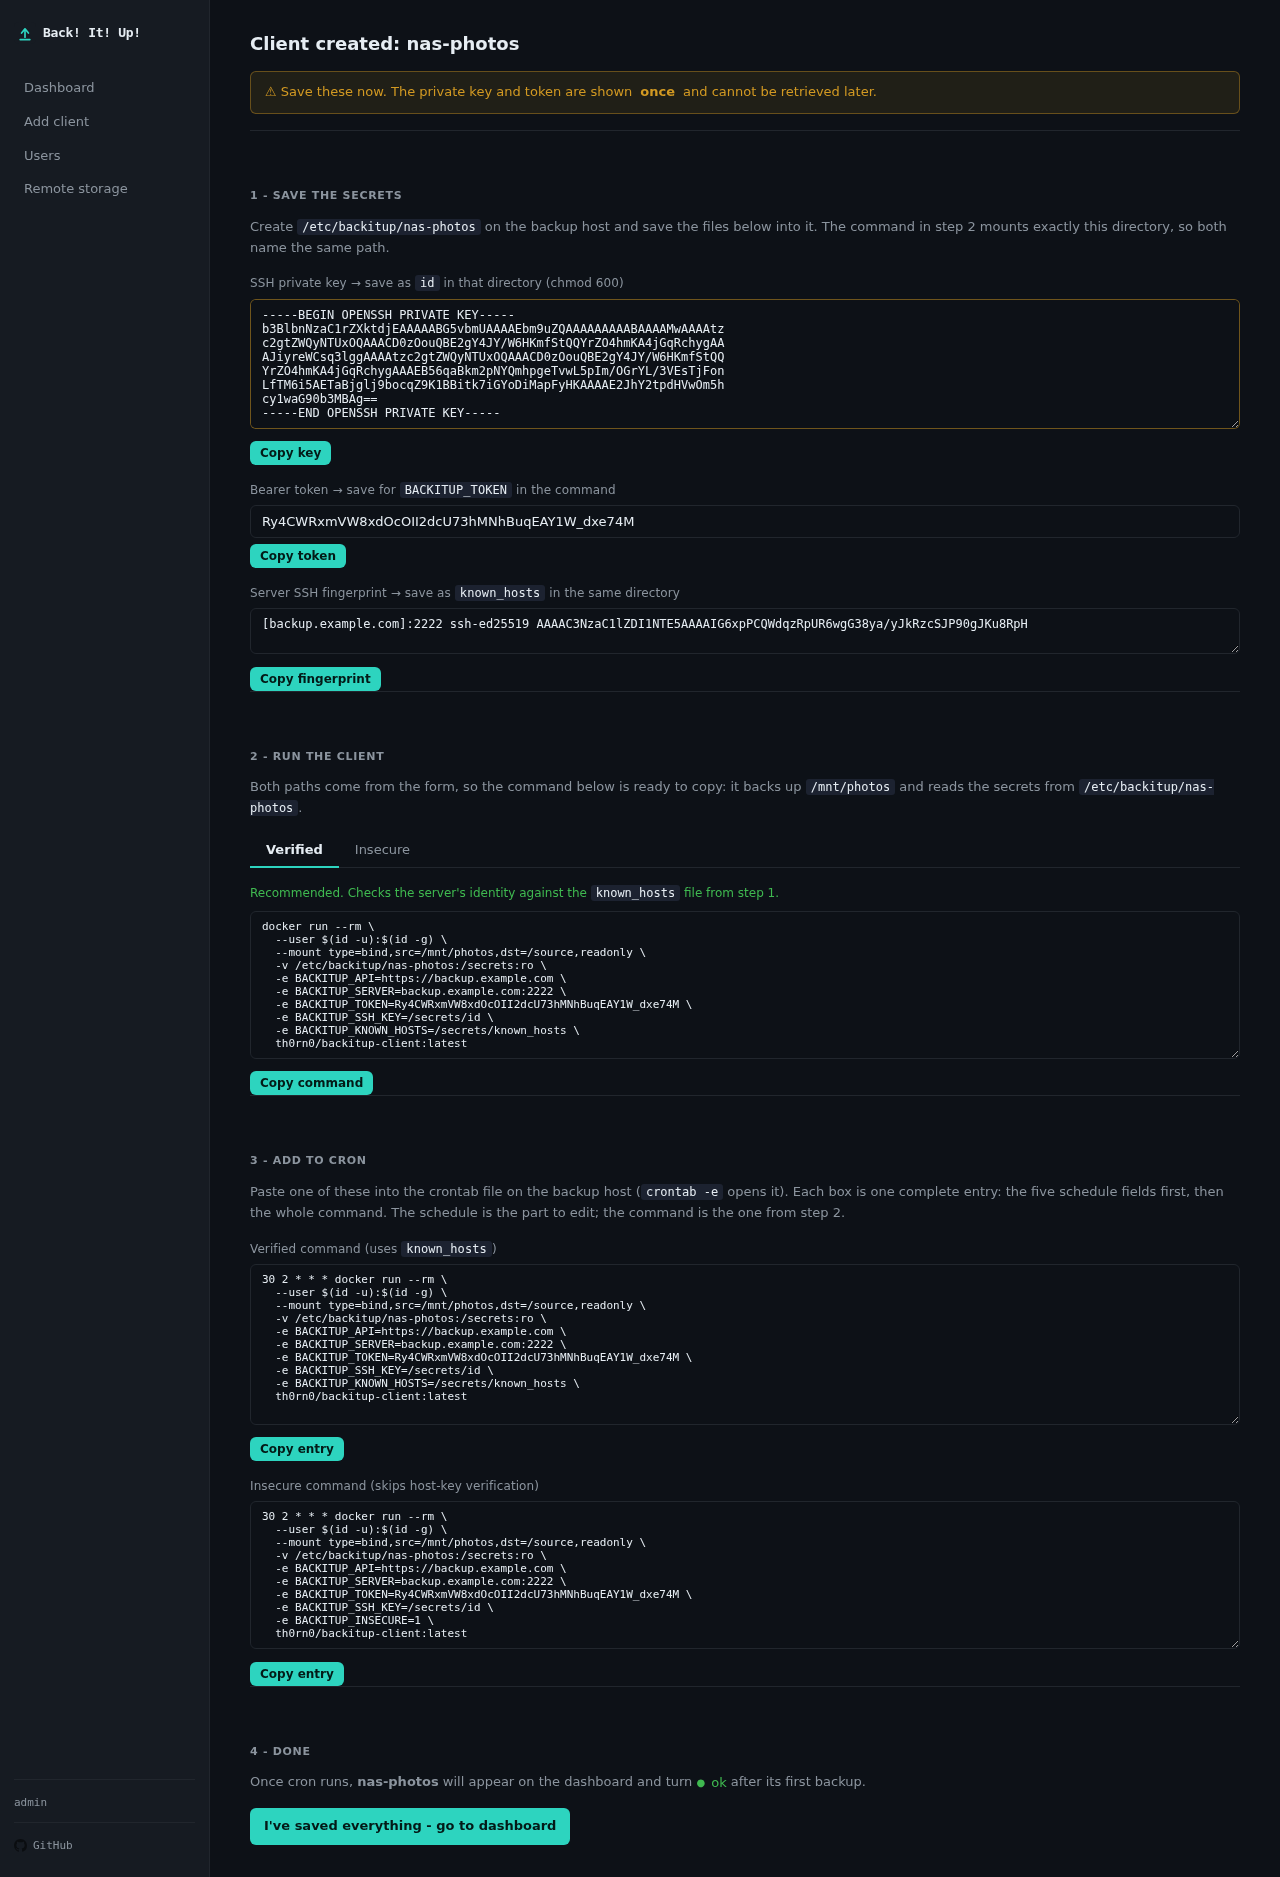 Back! It! Up!
Dashboard
Add client
Users
Remote storage
admin
GitHub
Client created: nas-photos
⚠ Save these now. The private key and token are shown once and cannot be retrieved later.
1 - SAVE THE SECRETS
Create /etc/backitup/nas-photos on the backup host and save the files below into it. The command in step 2 mounts exactly this directory, so both
name the same path.
SSH private key → save as id in that directory (chmod 600)
-----BEGIN OPENSSH PRIVATE KEY-----
b3BlbnNzaC1rZXktdjEAAAAABG5vbmUAAAAEbm9uZQAAAAAAAAABAAAAMwAAAAtz
c2gtZWQyNTUxOQAAACD0zOouQBE2gY4JY/W6HKmfStQQYrZO4hmKA4jGqRchygAA
AJiyreWCsq3lggAAAAtzc2gtZWQyNTUxOQAAACD0zOouQBE2gY4JY/W6HKmfStQQ
YrZO4hmKA4jGqRchygAAAEB56qaBkm2pNYQmhpgeTvwL5pIm/OGrYL/3VEsTjFon
LfTM6i5AETaBjglj9bocqZ9K1BBitk7iGYoDiMapFyHKAAAAE2JhY2tpdHVwOm5h
cy1waG90b3MBAg==
-----END OPENSSH PRIVATE KEY-----
Copy key
Bearer token → save for BACKITUP_TOKEN in the command
Ry4CWRxmVW8xdOcOII2dcU73hMNhBuqEAY1W_dxe74M
Copy token
Server SSH fingerprint → save as known_hosts in the same directory
[backup.example.com]:2222 ssh-ed25519 AAAAC3NzaC1lZDI1NTE5AAAAIG6xpPCQWdqzRpUR6wgG38ya/yJkRzcSJP90gJKu8RpH
Copy fingerprint
2 - RUN THE CLIENT
Both paths come from the form, so the command below is ready to copy: it backs up /mnt/photos and reads the secrets from /etc/backitup/nas-
photos.
Verified Insecure
Recommended. Checks the server's identity against the known_hosts file from step 1.
docker run --rm \
--user $(id -u):$(id -g) \
--mount type=bind,src=/mnt/photos,dst=/source,readonly \
-v /etc/backitup/nas-photos:/secrets:ro \
-e BACKITUP_API=https://backup.example.com \
-e BACKITUP_SERVER=backup.example.com:2222 \
-e BACKITUP_TOKEN=Ry4CWRxmVW8xdOcOII2dcU73hMNhBuqEAY1W_dxe74M \
-e BACKITUP_SSH_KEY=/secrets/id \
-e BACKITUP_KNOWN_HOSTS=/secrets/known_hosts \
th0rn0/backitup-client:latest
Copy command
3 - ADD TO CRON
Paste one of these into the crontab file on the backup host (crontab -e opens it). Each box is one complete entry: the five schedule fields first, then
the whole command. The schedule is the part to edit; the command is the one from step 2.
Verified command (uses known_hosts)
30 2 * * * docker run --rm \
--user $(id -u):$(id -g) \
--mount type=bind,src=/mnt/photos,dst=/source,readonly \
-v /etc/backitup/nas-photos:/secrets:ro \
-e BACKITUP_API=https://backup.example.com \
-e BACKITUP_SERVER=backup.example.com:2222 \
-e BACKITUP_TOKEN=Ry4CWRxmVW8xdOcOII2dcU73hMNhBuqEAY1W_dxe74M \
-e BACKITUP_SSH_KEY=/secrets/id \
-e BACKITUP_KNOWN_HOSTS=/secrets/known_hosts \
th0rn0/backitup-client:latest
Copy entry
Insecure command (skips host-key verification)
30 2 * * * docker run --rm \
--user $(id -u):$(id -g) \
--mount type=bind,src=/mnt/photos,dst=/source,readonly \
-v /etc/backitup/nas-photos:/secrets:ro \
-e BACKITUP_API=https://backup.example.com \
-e BACKITUP_SERVER=backup.example.com:2222 \
-e BACKITUP_TOKEN=Ry4CWRxmVW8xdOcOII2dcU73hMNhBuqEAY1W_dxe74M \
-e BACKITUP_SSH_KEY=/secrets/id \
-e BACKITUP_INSECURE=1 \
th0rn0/backitup-client:latest
Copy entry
4 - DONE
Once cron runs, nas-photos will appear on the dashboard and turn ● ok after its first backup.
I've saved everything - go to dashboard